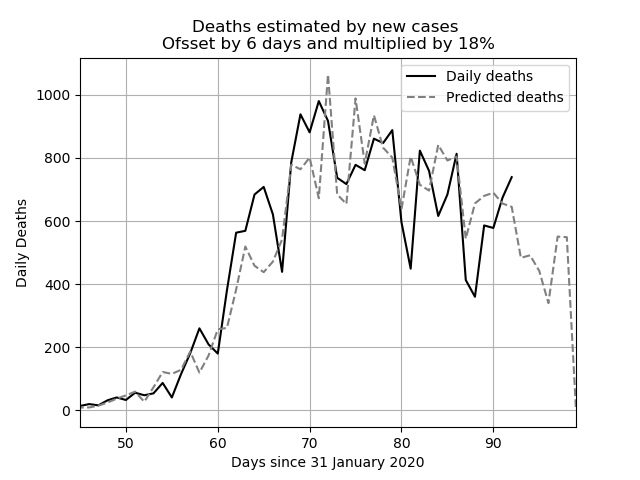 Deaths estimated by new cases
Ofsset by 6 days and multiplied by 18%
Daily deaths
Predicted deaths
1000
800
600
400
200
0
Daily Deaths
50 60 70 80 90
Days since 31 January 2020